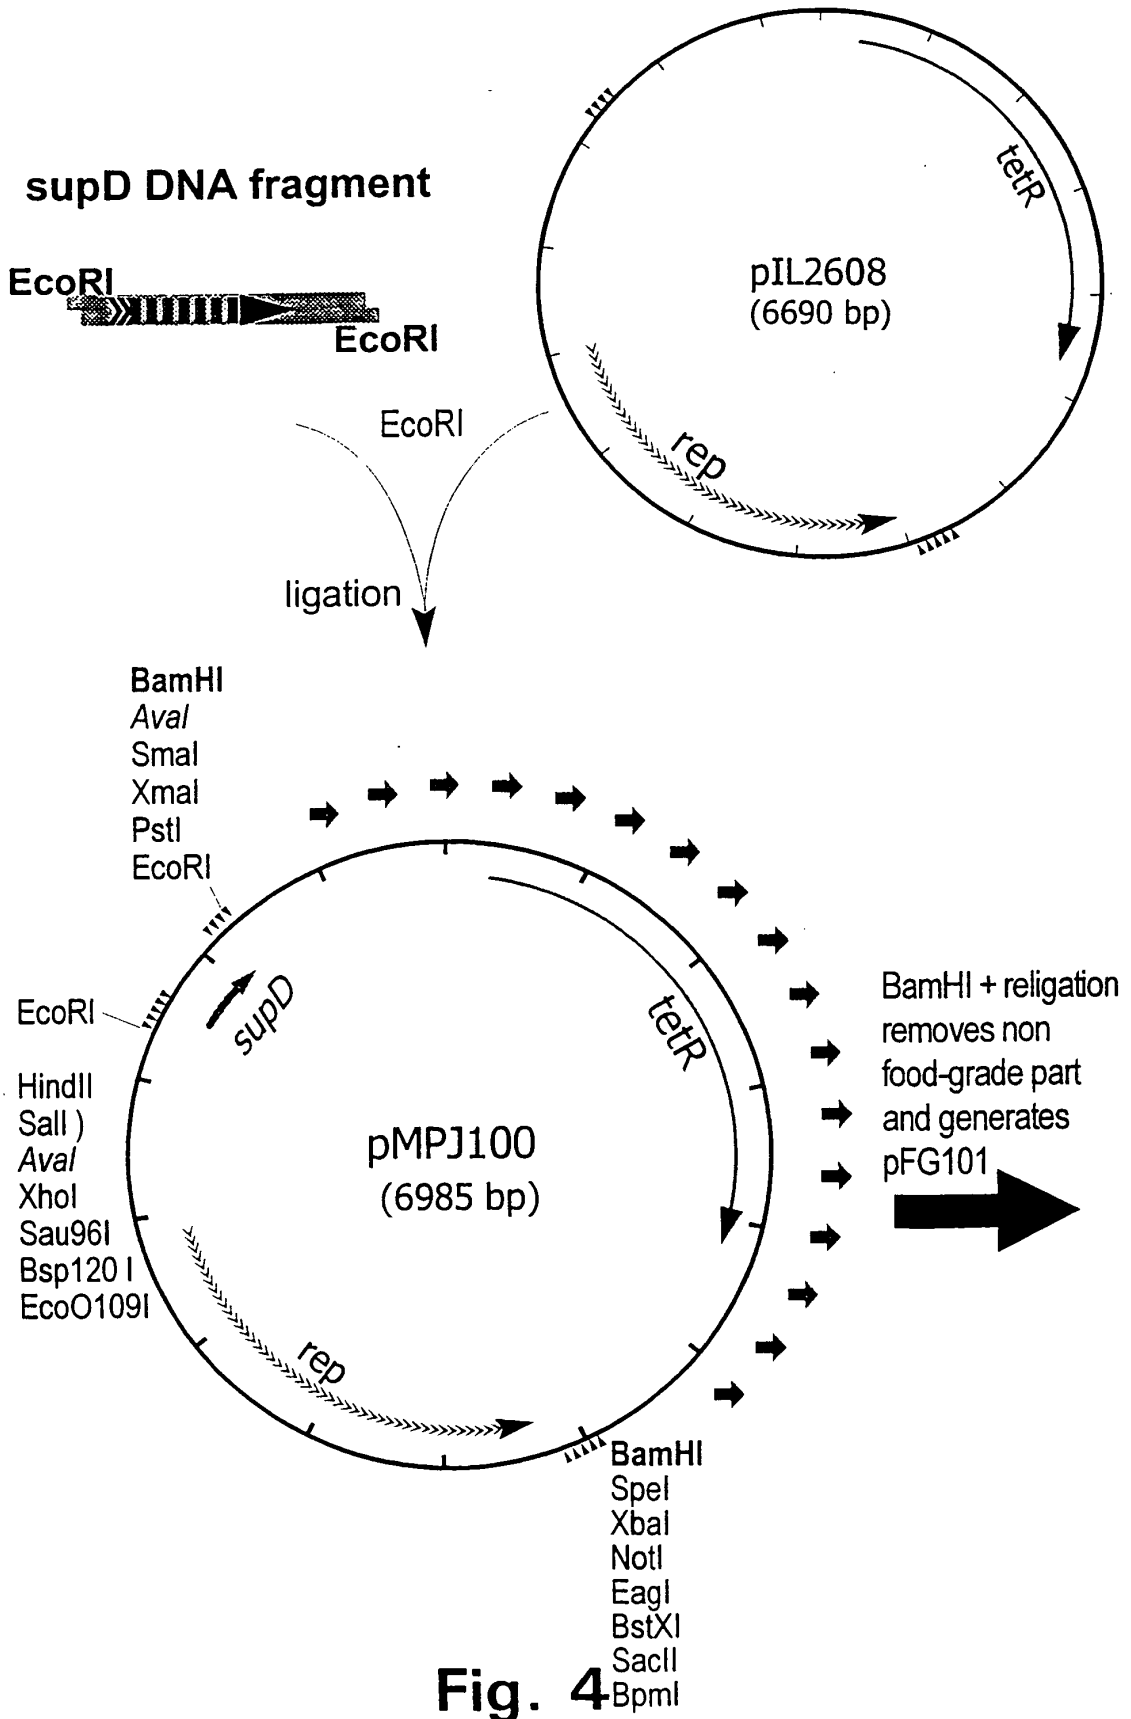 supD DNA fragment
EcoRI
EcoRI
tetR
pIL2608
(6690 bp)
rep
EcoRI
ligation
BamHI
AvaI
SmaI
XmaI
PstI
EcoRI
EcoRI
HindII
SalI )
AvaI
XhoI
Sau96I
Bsp120 I
EcoO109I
supD
tetR
pMPJ100
(6985 bp)
rep
BamHI + religation
removes non
food-grade part
and generates
pFG101
BamHI
SpeI
XbaI
NotI
EagI
BstXI
SacII
BpmI
Fig. 4